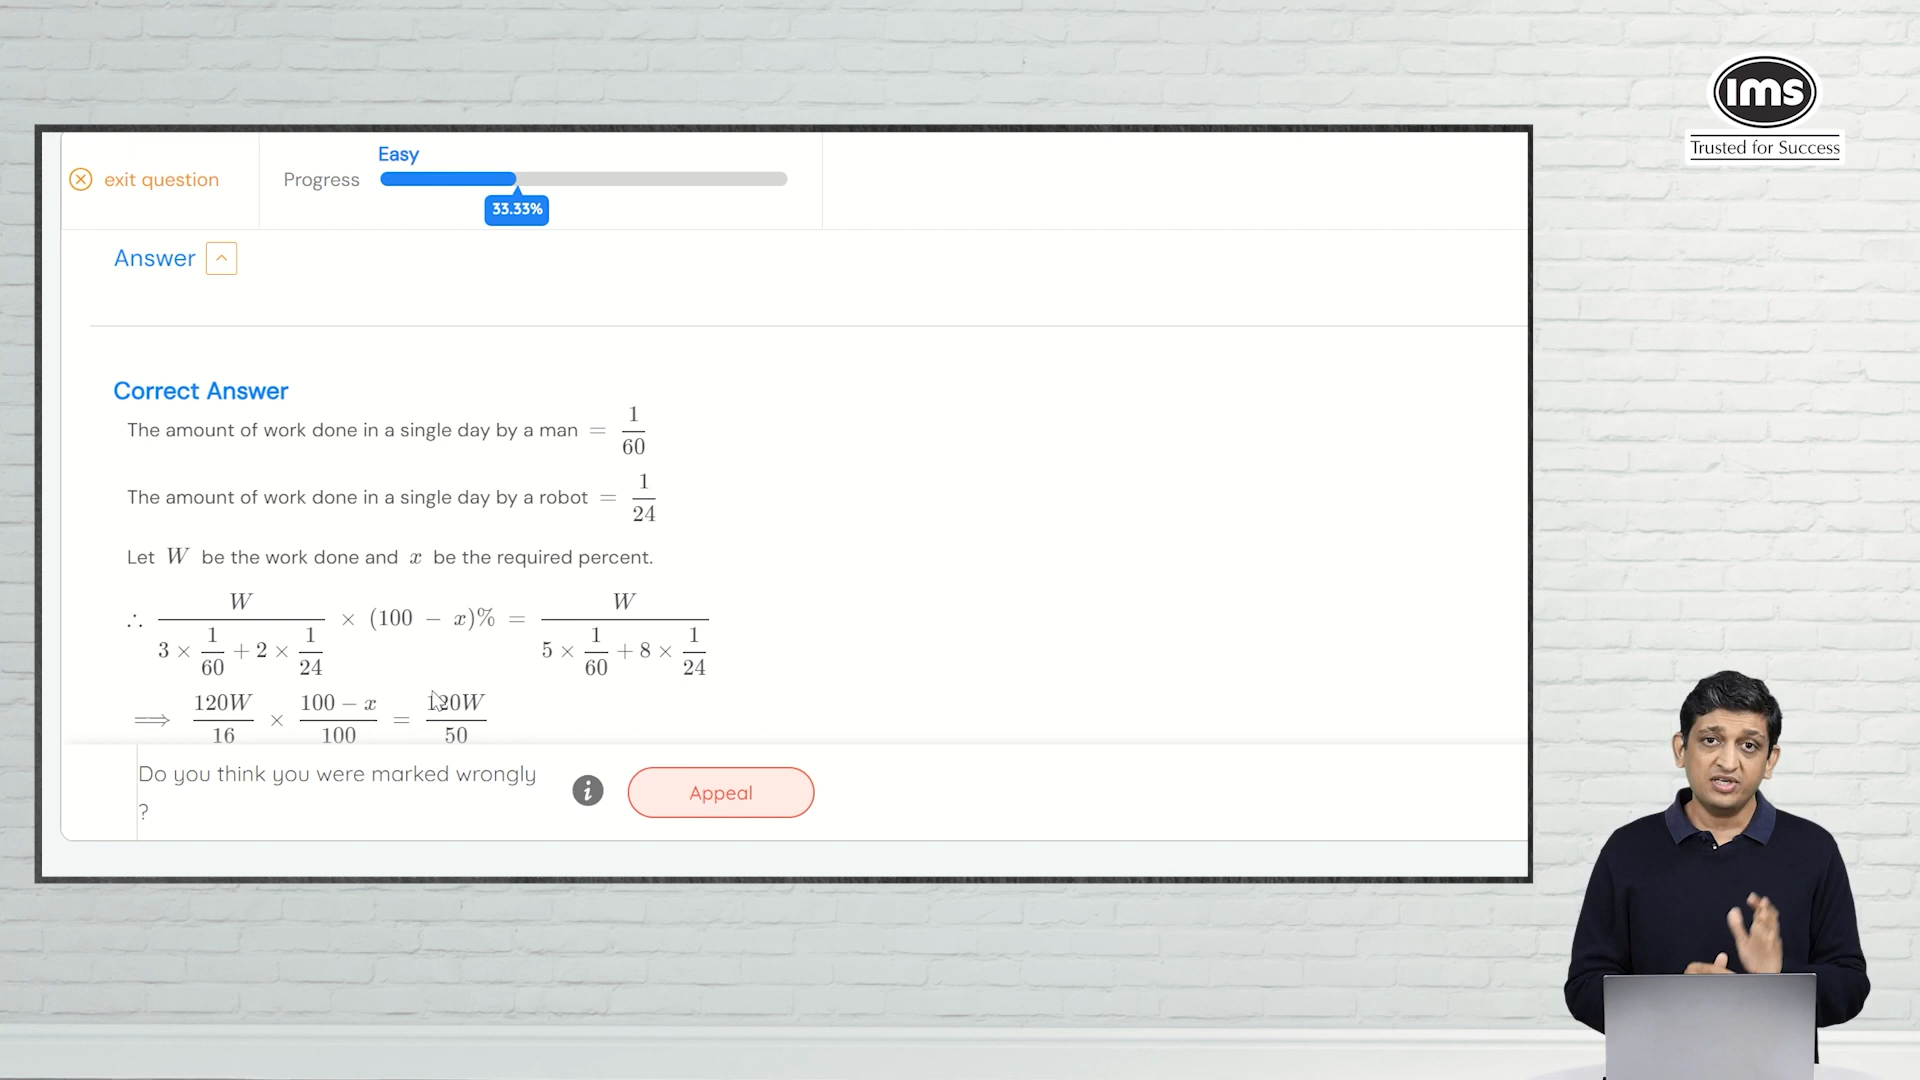 ims
Trusted for Success
Easy
exit question
Progress
33.33%
Answer
Correct Answer
The amount of work done in a single day by a man = 1/60
The amount of work done in a single day by a robot = 1/24
Let W be the work done and x be the required percent.
∴ W/(3 × 1/60 + 2 × 1/24) × (100 − x)% = W/(5 × 1/60 + 8 × 1/24)
⟹ 120W/16 × (100 − x)/100 = 120W/50
Do you think you were marked wrongly
?
i
Appeal